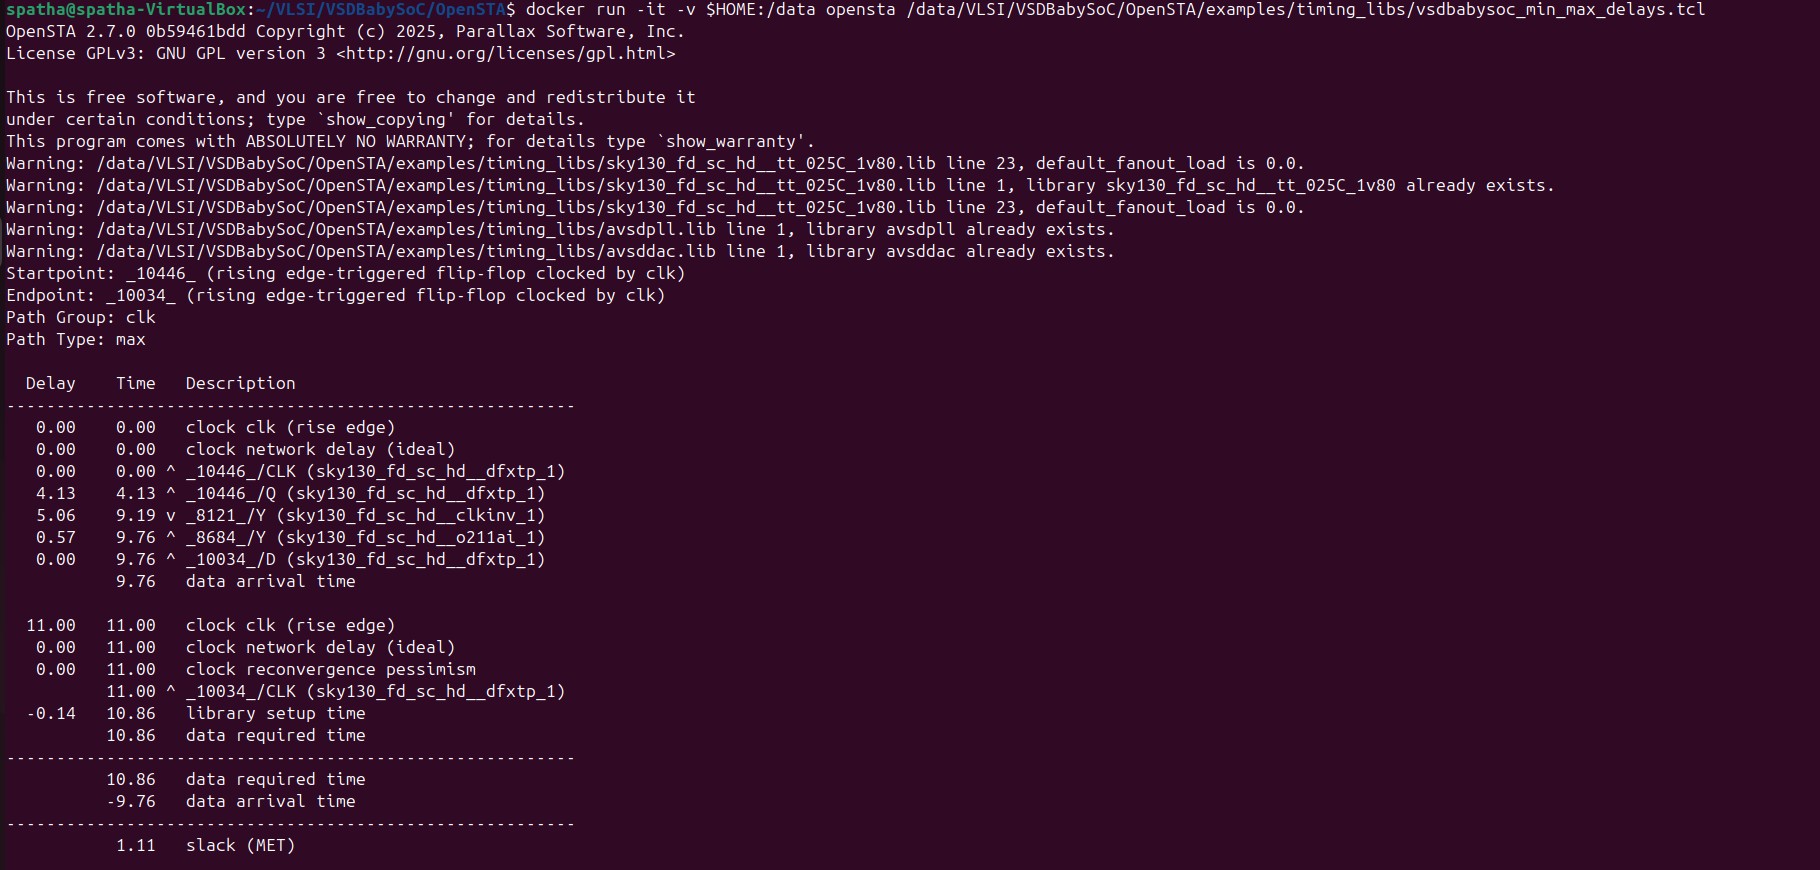 spatha@spatha-VirtualBox:~/VLSI/VSDBabySoC/OpenSTA$ docker run -it -v $HOME:/data opensta /data/VLSI/VSDBabySoC/OpenSTA/examples/timing_libs/vsdbabysoc_min_max_delays.tcl
OpenSTA 2.7.0 0b59461bdd Copyright (c) 2025, Parallax Software, Inc.
License GPLv3: GNU GPL version 3 <http://gnu.org/licenses/gpl.html>

This is free software, and you are free to change and redistribute it
under certain conditions; type `show_copying' for details.
This program comes with ABSOLUTELY NO WARRANTY; for details type `show_warranty'.
Warning: /data/VLSI/VSDBabySoC/OpenSTA/examples/timing_libs/sky130_fd_sc_hd__tt_025C_1v80.lib line 23, default_fanout_load is 0.0.
Warning: /data/VLSI/VSDBabySoC/OpenSTA/examples/timing_libs/sky130_fd_sc_hd__tt_025C_1v80.lib line 1, library sky130_fd_sc_hd__tt_025C_1v80 already exists.
Warning: /data/VLSI/VSDBabySoC/OpenSTA/examples/timing_libs/sky130_fd_sc_hd__tt_025C_1v80.lib line 23, default_fanout_load is 0.0.
Warning: /data/VLSI/VSDBabySoC/OpenSTA/examples/timing_libs/avsdpll.lib line 1, library avsdpll already exists.
Warning: /data/VLSI/VSDBabySoC/OpenSTA/examples/timing_libs/avsddac.lib line 1, library avsddac already exists.
Startpoint: _10446_ (rising edge-triggered flip-flop clocked by clk)
Endpoint: _10034_ (rising edge-triggered flip-flop clocked by clk)
Path Group: clk
Path Type: max

  Delay    Time   Description
---------------------------------------------------------
   0.00    0.00   clock clk (rise edge)
   0.00    0.00   clock network delay (ideal)
   0.00    0.00 ^ _10446_/CLK (sky130_fd_sc_hd__dfxtp_1)
   4.13    4.13 ^ _10446_/Q (sky130_fd_sc_hd__dfxtp_1)
   5.06    9.19 v _8121_/Y (sky130_fd_sc_hd__clkinv_1)
   0.57    9.76 ^ _8684_/Y (sky130_fd_sc_hd__o211ai_1)
   0.00    9.76 ^ _10034_/D (sky130_fd_sc_hd__dfxtp_1)
           9.76   data arrival time

  11.00   11.00   clock clk (rise edge)
   0.00   11.00   clock network delay (ideal)
   0.00   11.00   clock reconvergence pessimism
          11.00 ^ _10034_/CLK (sky130_fd_sc_hd__dfxtp_1)
  -0.14   10.86   library setup time
          10.86   data required time
---------------------------------------------------------
          10.86   data required time
          -9.76   data arrival time
---------------------------------------------------------
           1.11   slack (MET)